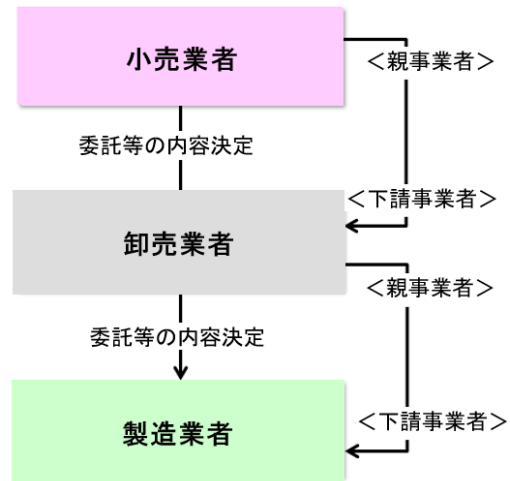 小売業者
＜親事業者＞
委託等の内容決定
＜下請事業者＞
卸売業者
＜親事業者＞
委託等の内容決定
＜下請事業者＞
製造業者